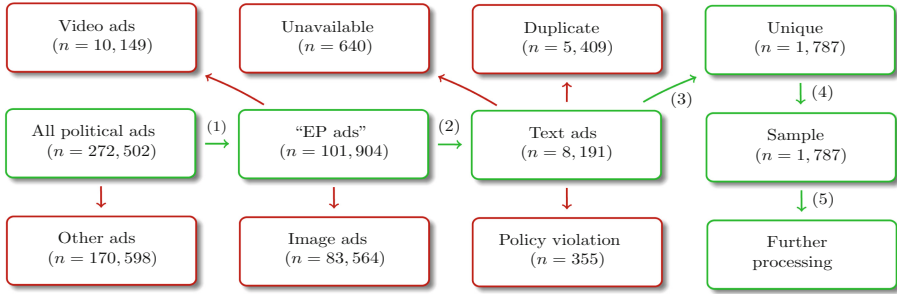 Video ads
(n = 10, 149)
Unavailable
(n = 640)
Duplicate
(n = 5, 409)
Unique
(n = 1, 787)
(3)
(4)
All political ads
(n = 272, 502)
(1)
“EP ads”
(n = 101, 904)
(2)
Text ads
(n = 8, 191)
Sample
(n = 1, 787)
(5)
Other ads
(n = 170, 598)
Image ads
(n = 83, 564)
Policy violation
(n = 355)
Further
processing